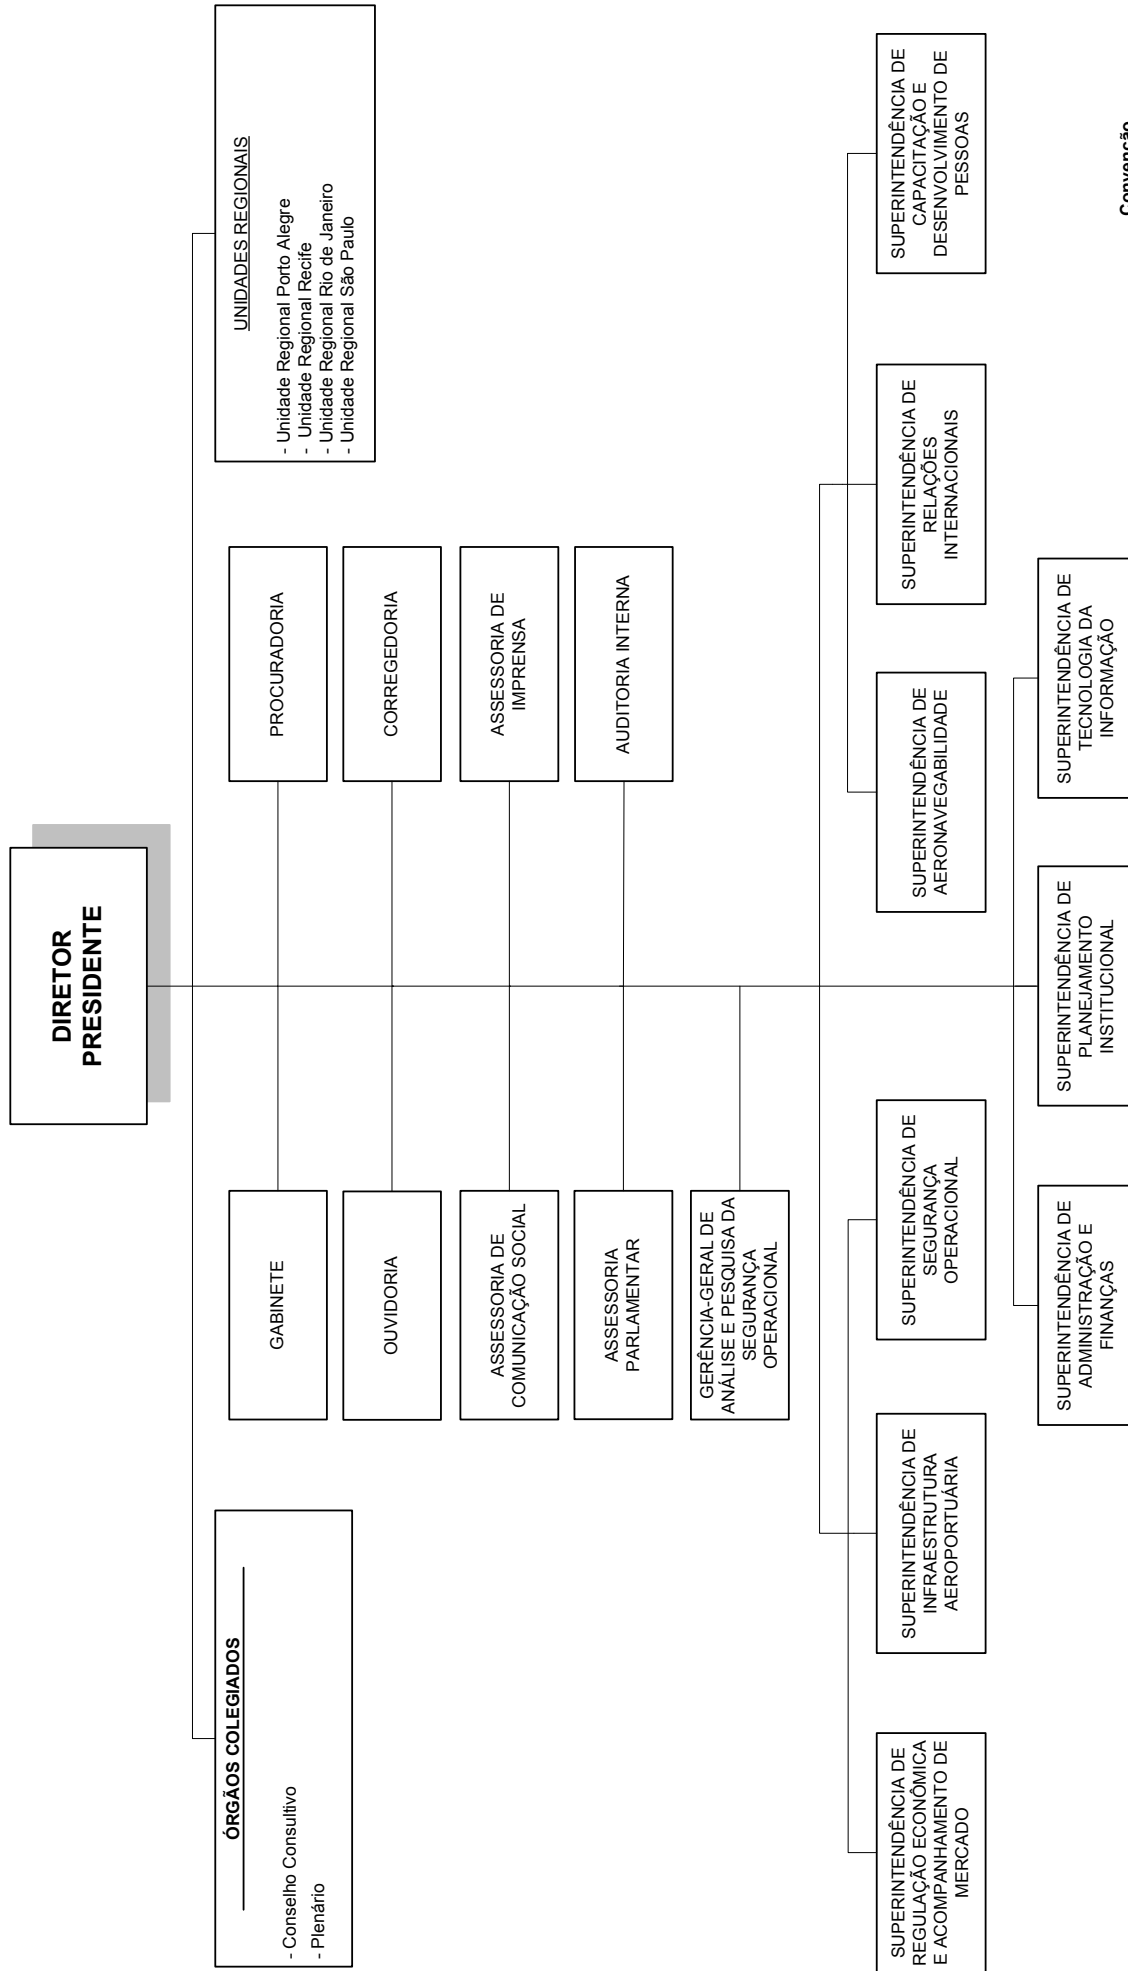 DIRETOR
PRESIDENTE
ÓRGÃOS COLEGIADOS
- Conselho Consultivo
- Plenário
UNIDADES REGIONAIS
- Unidade Regional Porto Alegre
- Unidade Regional Recife
- Unidade Regional Rio de Janeiro
- Unidade Regional São Paulo
GABINETE
PROCURADORIA
OUVIDORIA
CORREGEDORIA
ASSESSORIA DE
COMUNICAÇÃO SOCIAL
ASSESSORIA DE
IMPRENSA
ASSESSORIA
PARLAMENTAR
AUDITORIA INTERNA
GERÊNCIA-GERAL DE
ANÁLISE E PESQUISA DA
SEGURANÇA
OPERACIONAL
SUPERINTENDÊNCIA DE
REGULAÇÃO ECONÔMICA
E ACOMPANHAMENTO DE
MERCADO
SUPERINTENDÊNCIA DE
INFRAESTRUTURA
AEROPORTUÁRIA
SUPERINTENDÊNCIA DE
SEGURANÇA
OPERACIONAL
SUPERINTENDÊNCIA DE
AERONAVEGABILIDADE
SUPERINTENDÊNCIA DE
RELAÇÕES
INTERNACIONAIS
SUPERINTENDÊNCIA DE
CAPACITAÇÃO E
DESENVOLVIMENTO DE
PESSOAS
SUPERINTENDÊNCIA DE
ADMINISTRAÇÃO E
FINANÇAS
SUPERINTENDÊNCIA DE
PLANEJAMENTO
INSTITUCIONAL
SUPERINTENDÊNCIA DE
TECNOLOGIA DA
INFORMAÇÃO
Convenção